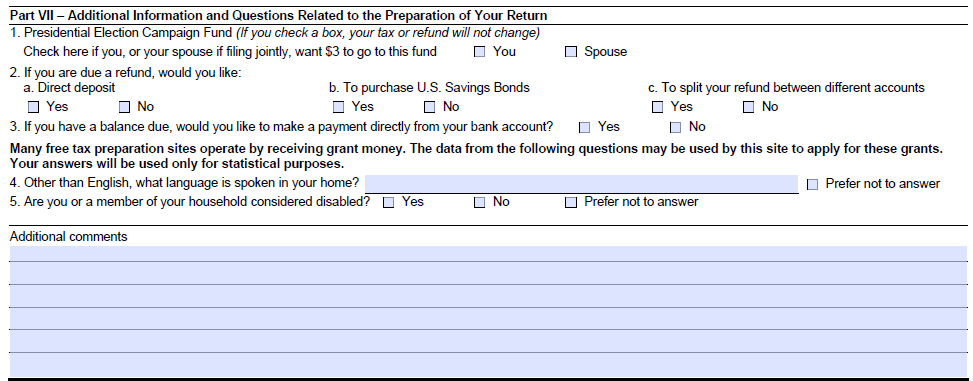 Part VII – Additional Information and Questions Related to the Preparation of Your Return
1. Presidential Election Campaign Fund (If you check a box, your tax or refund will not change)
Check here if you, or your spouse if filing jointly, want $3 to go to this fund You Spouse
2. If you are due a refund, would you like:
a. Direct deposit b. To purchase U.S. Savings Bonds c. To split your refund between different accounts
Yes No Yes No Yes No
3. If you have a balance due, would you like to make a payment directly from your bank account? Yes No
Many free tax preparation sites operate by receiving grant money. The data from the following questions may be used by this site to apply for these grants.
Your answers will be used only for statistical purposes.
4. Other than English, what language is spoken in your home? Prefer not to answer
5. Are you or a member of your household considered disabled? Yes No Prefer not to answer
Additional comments